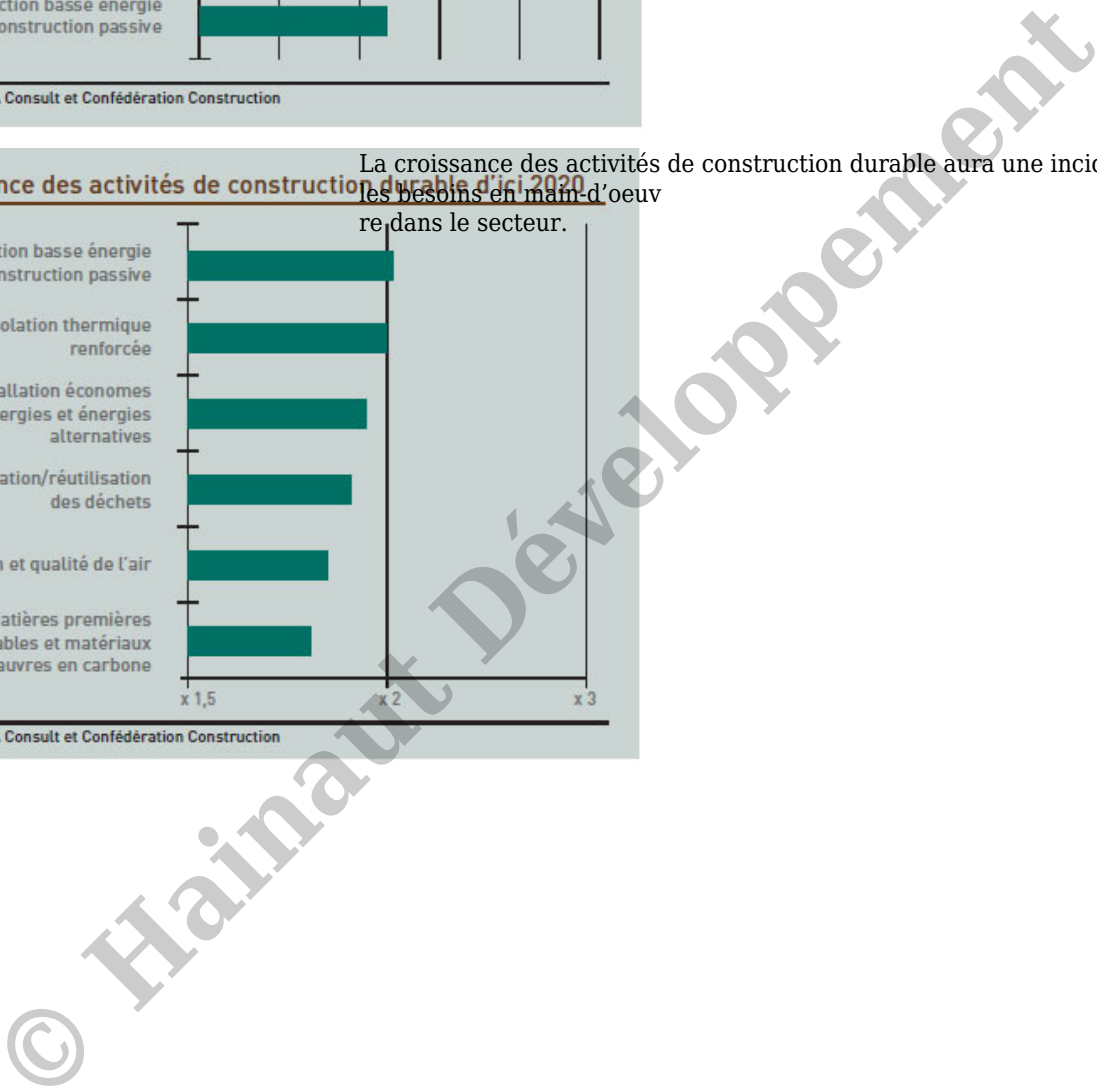 ction basse énergie
onstruction passive
Consult et Confédération Construction
La croissance des activités de construction durable aura une incid
les besoins en main-d'oeuv
re dans le secteur.
nce des activités de construction durable d'ici 2020
tion basse énergie
nstruction passive
olation thermique
renforcée
allation économes
ergies et énergies
alternatives
ation/réutilisation
des déchets
n et qualité de l'air
atières premières
ables et matériaux
auvres en carbone
x 1,5 x 2 x 3
Consult et Confédération Construction
© Hainaut Développement